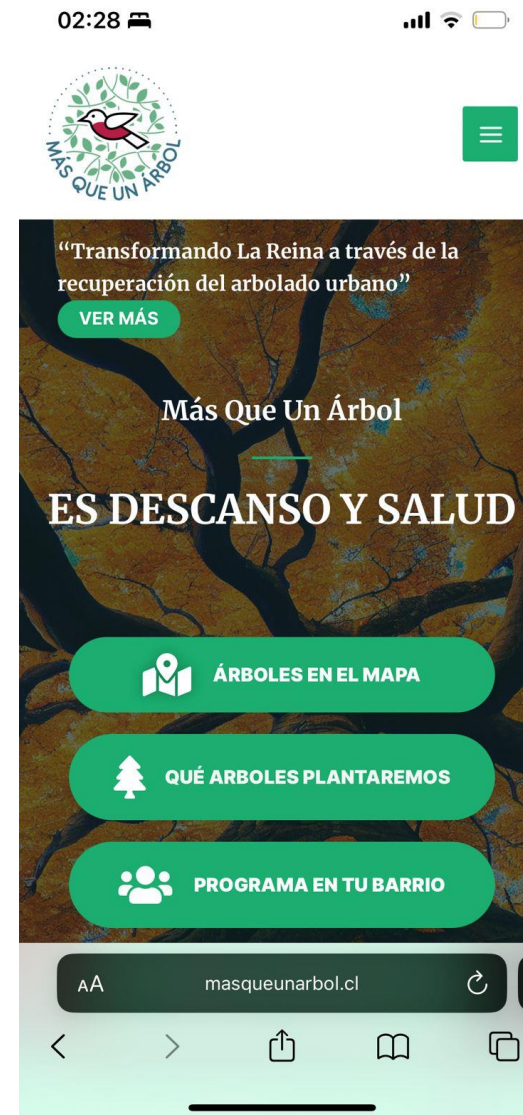 02:28
MÁS QUE UN ÁRBOL
“Transformando La Reina a través de la
recuperación del arbolado urbano”
VER MÁS
Más Que Un Árbol
ES DESCANSO Y SALUD
ÁRBOLES EN EL MAPA
QUÉ ARBOLES PLANTAREMOS
PROGRAMA EN TU BARRIO
AA
masqueunarbol.cl